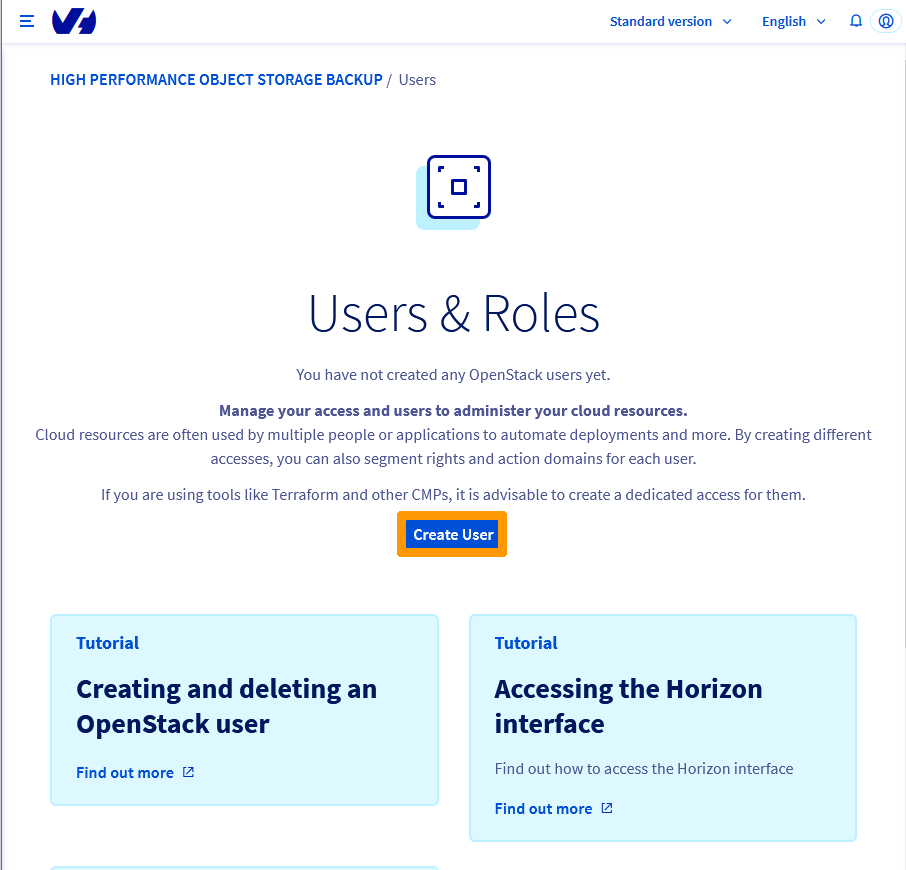 Standard version English
HIGH PERFORMANCE OBJECT STORAGE BACKUP / Users
Users & Roles
You have not created any OpenStack users yet.
Manage your access and users to administer your cloud resources.
Cloud resources are often used by multiple people or applications to automate deployments and more. By creating different
accesses, you can also segment rights and action domains for each user.
If you are using tools like Terraform and other CMPs, it is advisable to create a dedicated access for them.
Create User
Tutorial
Creating and deleting an
OpenStack user
Find out more
Tutorial
Accessing the Horizon
interface
Find out how to access the Horizon interface
Find out more